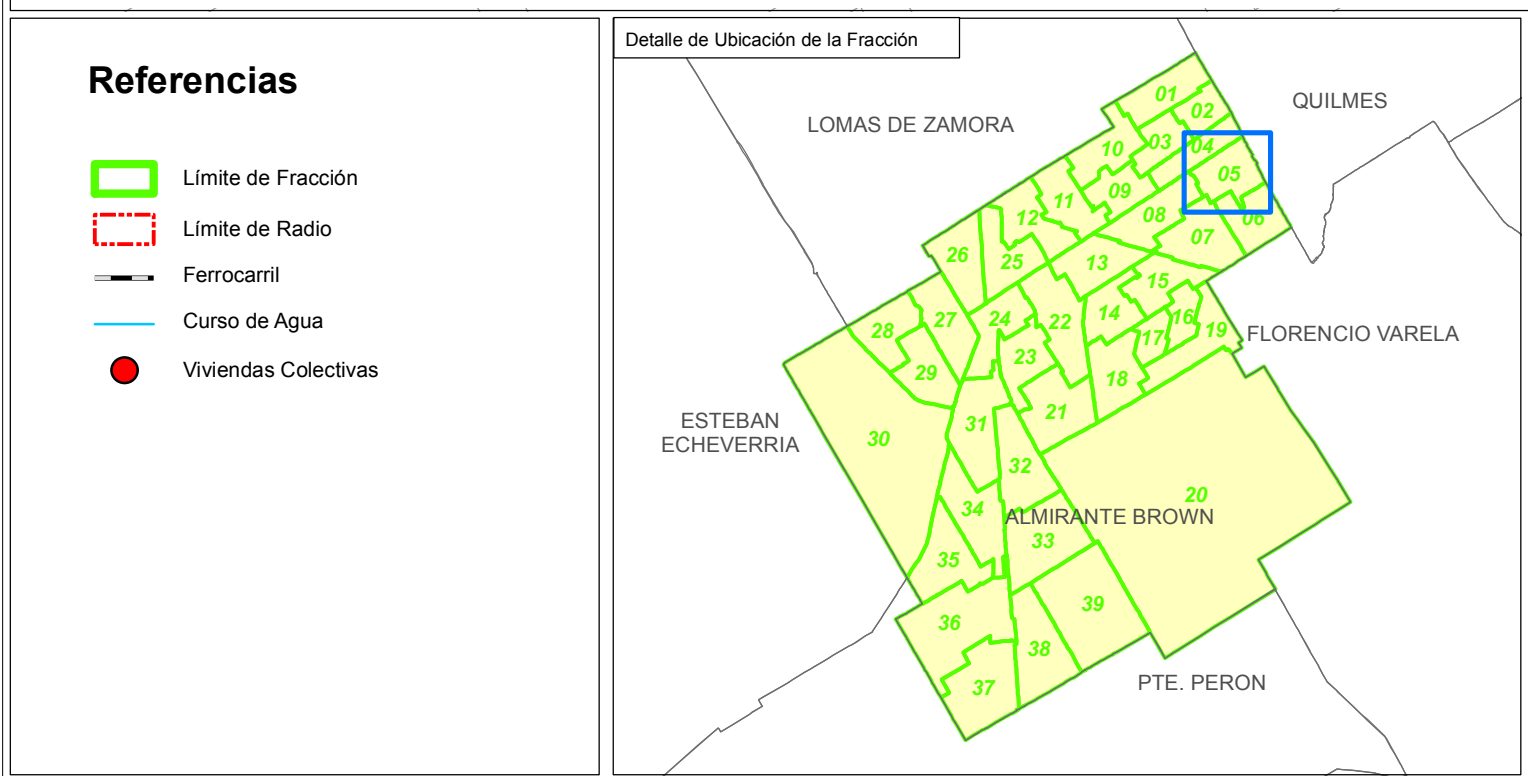 Referencias
Límite de Fracción
Límite de Radio
Ferrocarril
Curso de Agua
Viviendas Colectivas
Detalle de Ubicación de la Fracción
QUILMES
LOMAS DE ZAMORA
01
02
03
04
10
05
09
11
08
06
12
07
26
25
13
15
28
27
24
22
14
16
17
19
FLORENCIO VARELA
23
29
18
21
31
ESTEBAN
ECHEVERRIA
30
32
20
34
ALMIRANTE BROWN
33
35
39
36
38
37
PTE. PERON